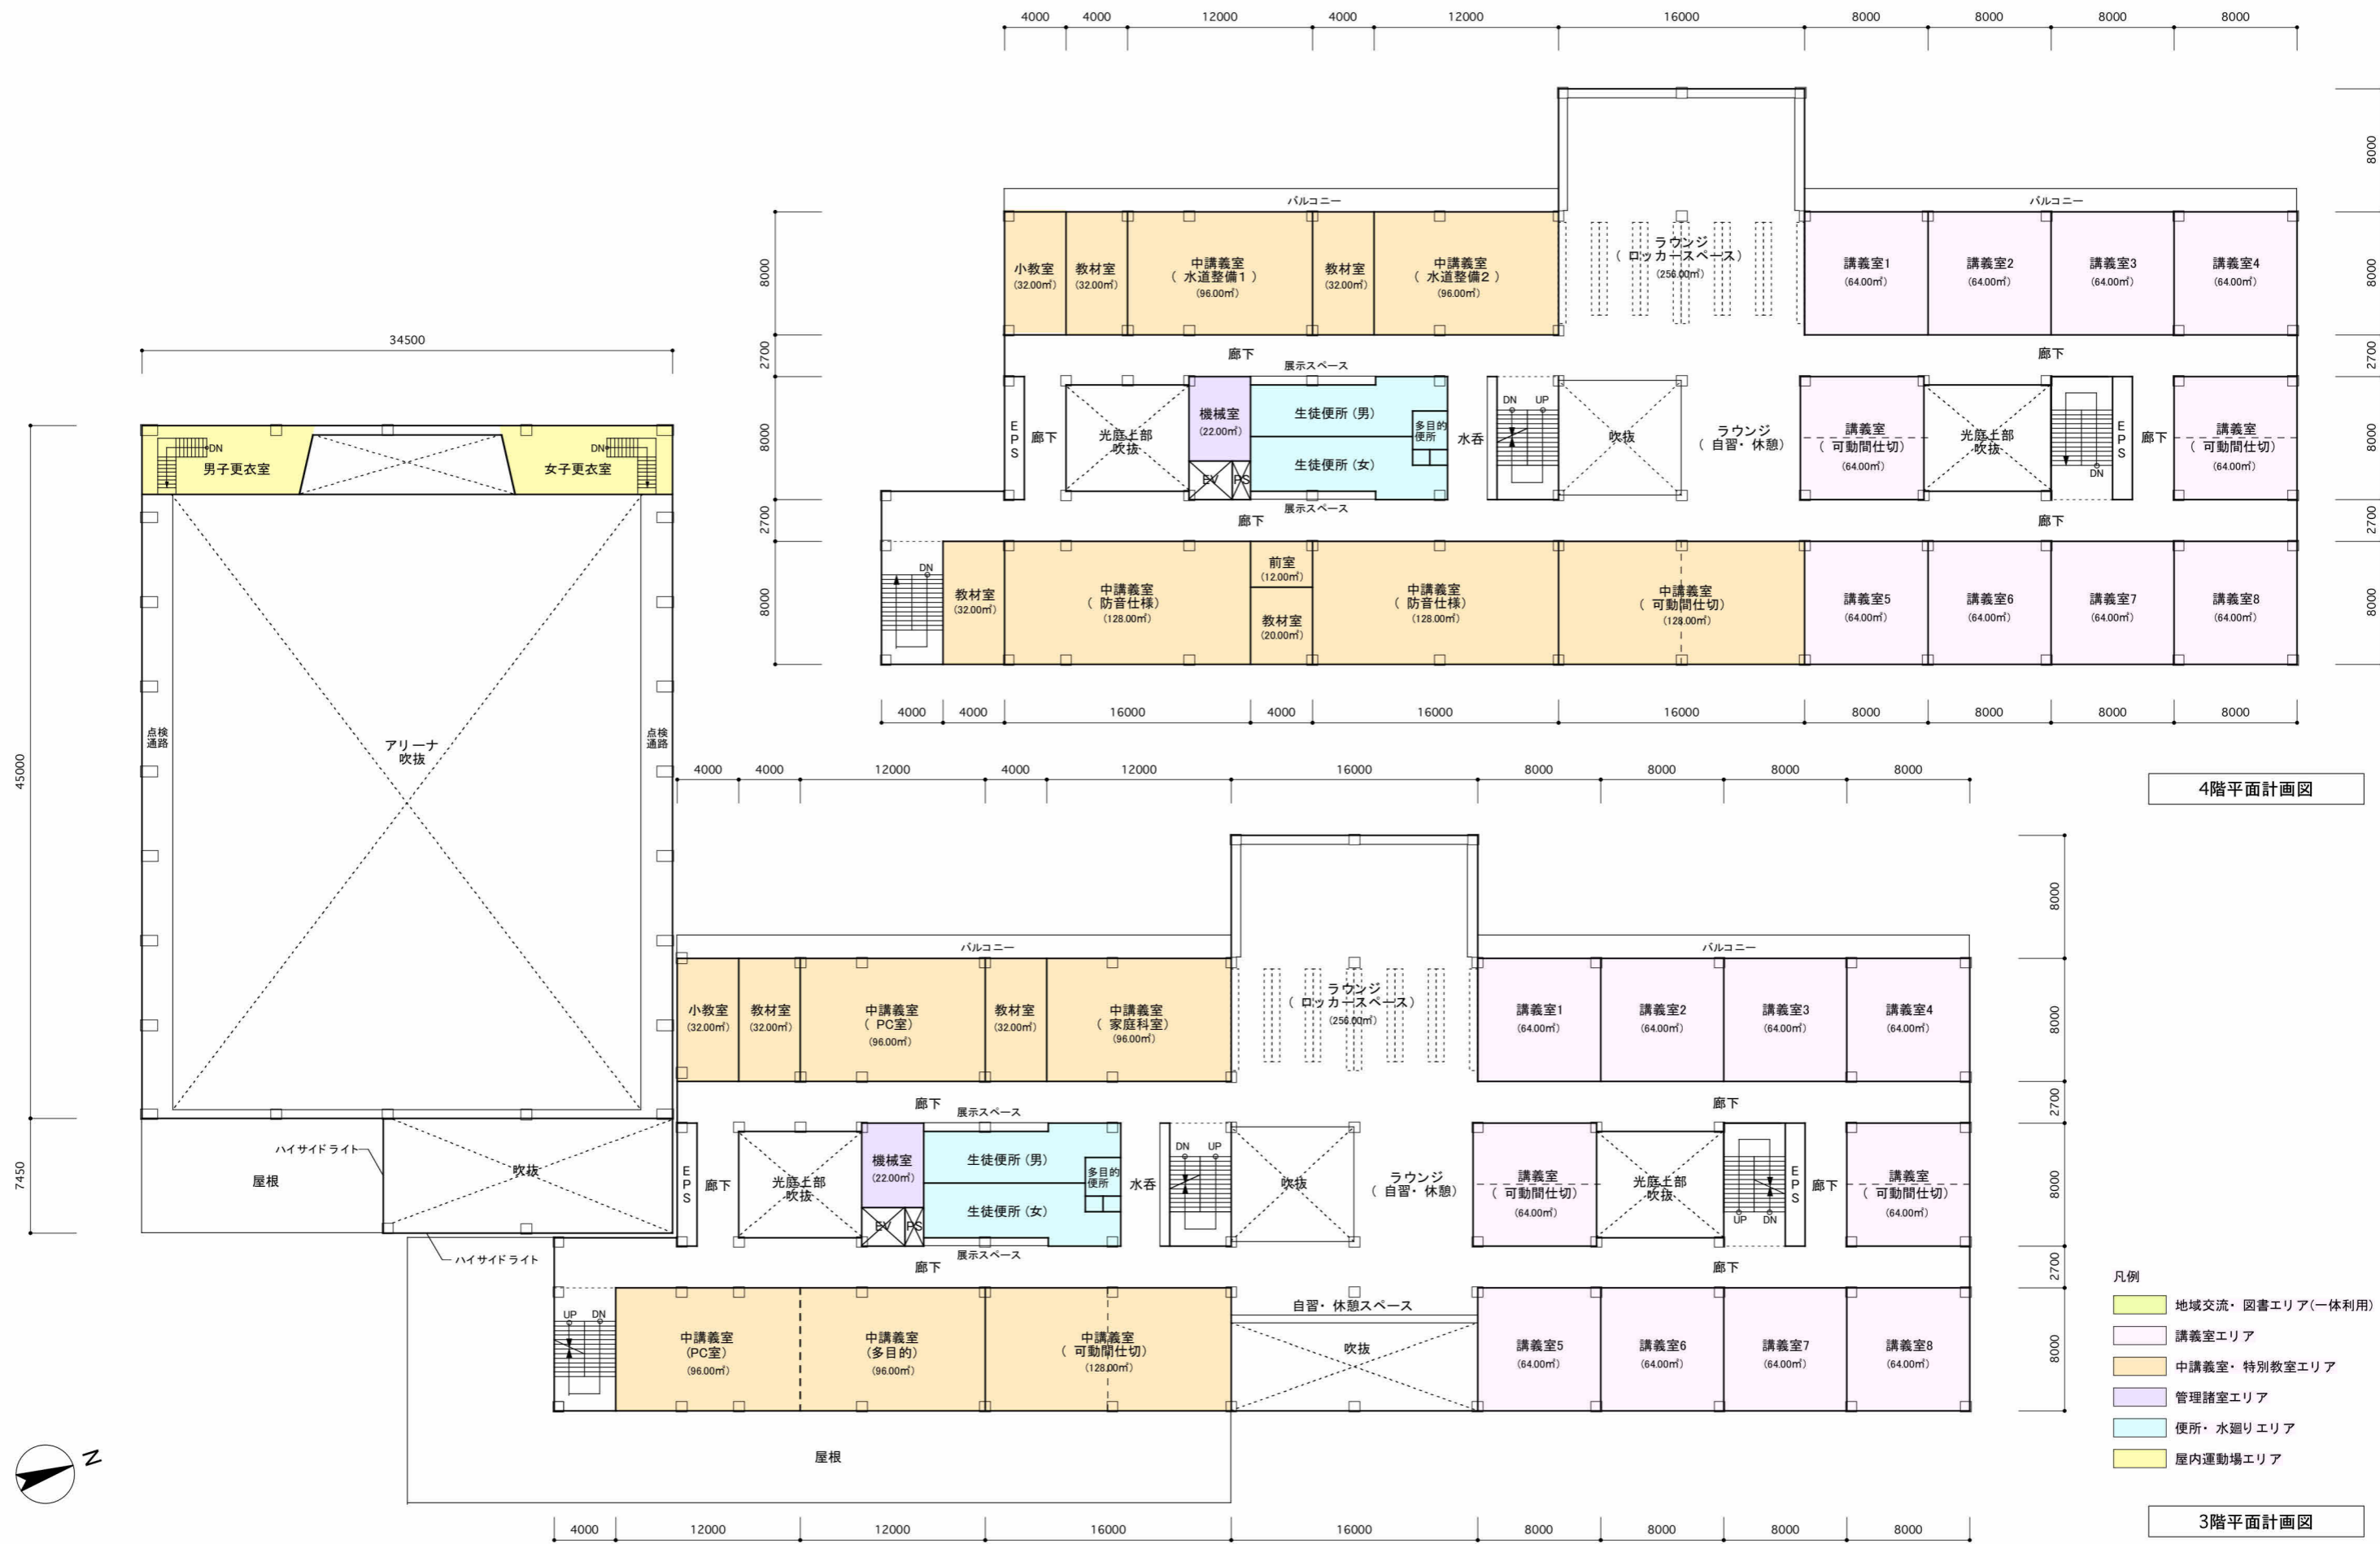 4000 4000 12000 4000 12000 16000 8000 8000 8000 8000
8000
8000
2700
8000
2700
8000
8000
2700
8000
2700
8000
バルコニー
バルコニー
小教室
(32.00㎡)
教材室
(32.00㎡)
中講義室
( 水道整備1 )
(96.00㎡)
教材室
(32.00㎡)
中講義室
( 水道整備2 )
(96.00㎡)
ラウンジ
( ロッカースペース)
(256.00㎡)
講義室1
(64.00㎡)
講義室2
(64.00㎡)
講義室3
(64.00㎡)
講義室4
(64.00㎡)
廊下
展示スペース
廊下
EPS
廊下
光庭上部
吹抜
機械室
(22.00㎡)
EV
PS
生徒便所 (男)
生徒便所 (女)
多目的
便所
水呑
DN UP
吹抜
ラウンジ
( 自習・休憩)
講義室
( 可動間仕切)
(64.00㎡)
光庭上部
吹抜
DN
EPS
廊下
講義室
( 可動間仕切)
(64.00㎡)
展示スペース
廊下
廊下
DN
教材室
(32.00㎡)
中講義室
( 防音仕様)
(128.00㎡)
前室
(12.00㎡)
教材室
(20.00㎡)
中講義室
( 防音仕様)
(128.00㎡)
中講義室
( 可動間仕切)
(128.00㎡)
講義室5
(64.00㎡)
講義室6
(64.00㎡)
講義室7
(64.00㎡)
講義室8
(64.00㎡)
4000 4000 16000 4000 16000 16000 8000 8000 8000 8000
4階平面計画図
34500
45000
7450
DN
男子更衣室
DN
女子更衣室
点検
通路
アリーナ
吹抜
点検
通路
ハイサイドライト
屋根
吹抜
ハイサイドライト
4000 4000 12000 4000 12000 16000 8000 8000 8000 8000
8000
8000
2700
8000
2700
8000
バルコニー
バルコニー
小教室
(32.00㎡)
教材室
(32.00㎡)
中講義室
( PC室)
(96.00㎡)
教材室
(32.00㎡)
中講義室
( 家庭科室)
(96.00㎡)
ラウンジ
( ロッカースペース)
(256.00㎡)
講義室1
(64.00㎡)
講義室2
(64.00㎡)
講義室3
(64.00㎡)
講義室4
(64.00㎡)
廊下
展示スペース
廊下
EPS
廊下
光庭上部
吹抜
機械室
(22.00㎡)
EV
PS
生徒便所 (男)
生徒便所 (女)
多目的
便所
水呑
DN UP
吹抜
ラウンジ
( 自習・休憩)
講義室
( 可動間仕切)
(64.00㎡)
光庭上部
吹抜
UP DN
EPS
廊下
講義室
( 可動間仕切)
(64.00㎡)
展示スペース
廊下
廊下
UP DN
中講義室
(PC室)
(96.00㎡)
中講義室
(多目的)
(96.00㎡)
中講義室
( 可動間仕切)
(128.00㎡)
自習・休憩スペース
吹抜
講義室5
(64.00㎡)
講義室6
(64.00㎡)
講義室7
(64.00㎡)
講義室8
(64.00㎡)
屋根
4000 12000 12000 16000 16000 8000 8000 8000 8000
N
凡例
地域交流・図書エリア(一体利用)
講義室エリア
中講義室・特別教室エリア
管理諸室エリア
便所・水廻りエリア
屋内運動場エリア
3階平面計画図